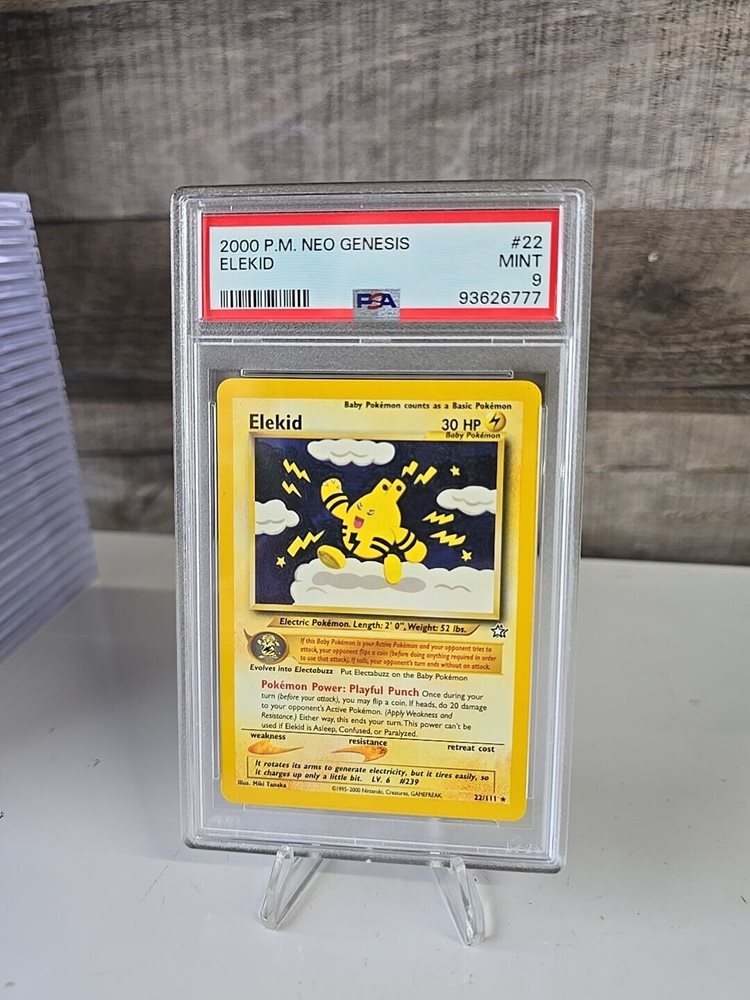 2000 P.M. NEO GENESIS #22
ELEKID MINT
9
PSA 93626777
Baby Pokémon counts as a Basic Pokémon
Elekid 30 HP
Baby Pokémon
Electric Pokémon. Length: 2' 0", Weight: 52 lbs.
If this Baby Pokémon is your Active Pokémon and your opponent tries to
attack, your opponent flips a coin (before doing anything required in order
to use that attack). If tails, your opponent's turn ends without an attack.
Evolves into Electabuzz Put Electabuzz on the Baby Pokémon
Pokémon Power: Playful Punch Once during your
turn (before your attack), you may flip a coin. If heads, do 20 damage
to your opponent's Active Pokémon. (Apply Weakness and
Resistance.) Either way, this ends your turn. This power can't be
used if Elekid is Asleep, Confused, or Paralyzed.
weakness resistance retreat cost
It rotates its arms to generate electricity, but it tires easily, so
it charges up only a little bit. LV. 6 #239
Illus. Miki Tanaka ©1995-2000 Nintendo, Creatures, GAMEFREAK. 22/111 ★